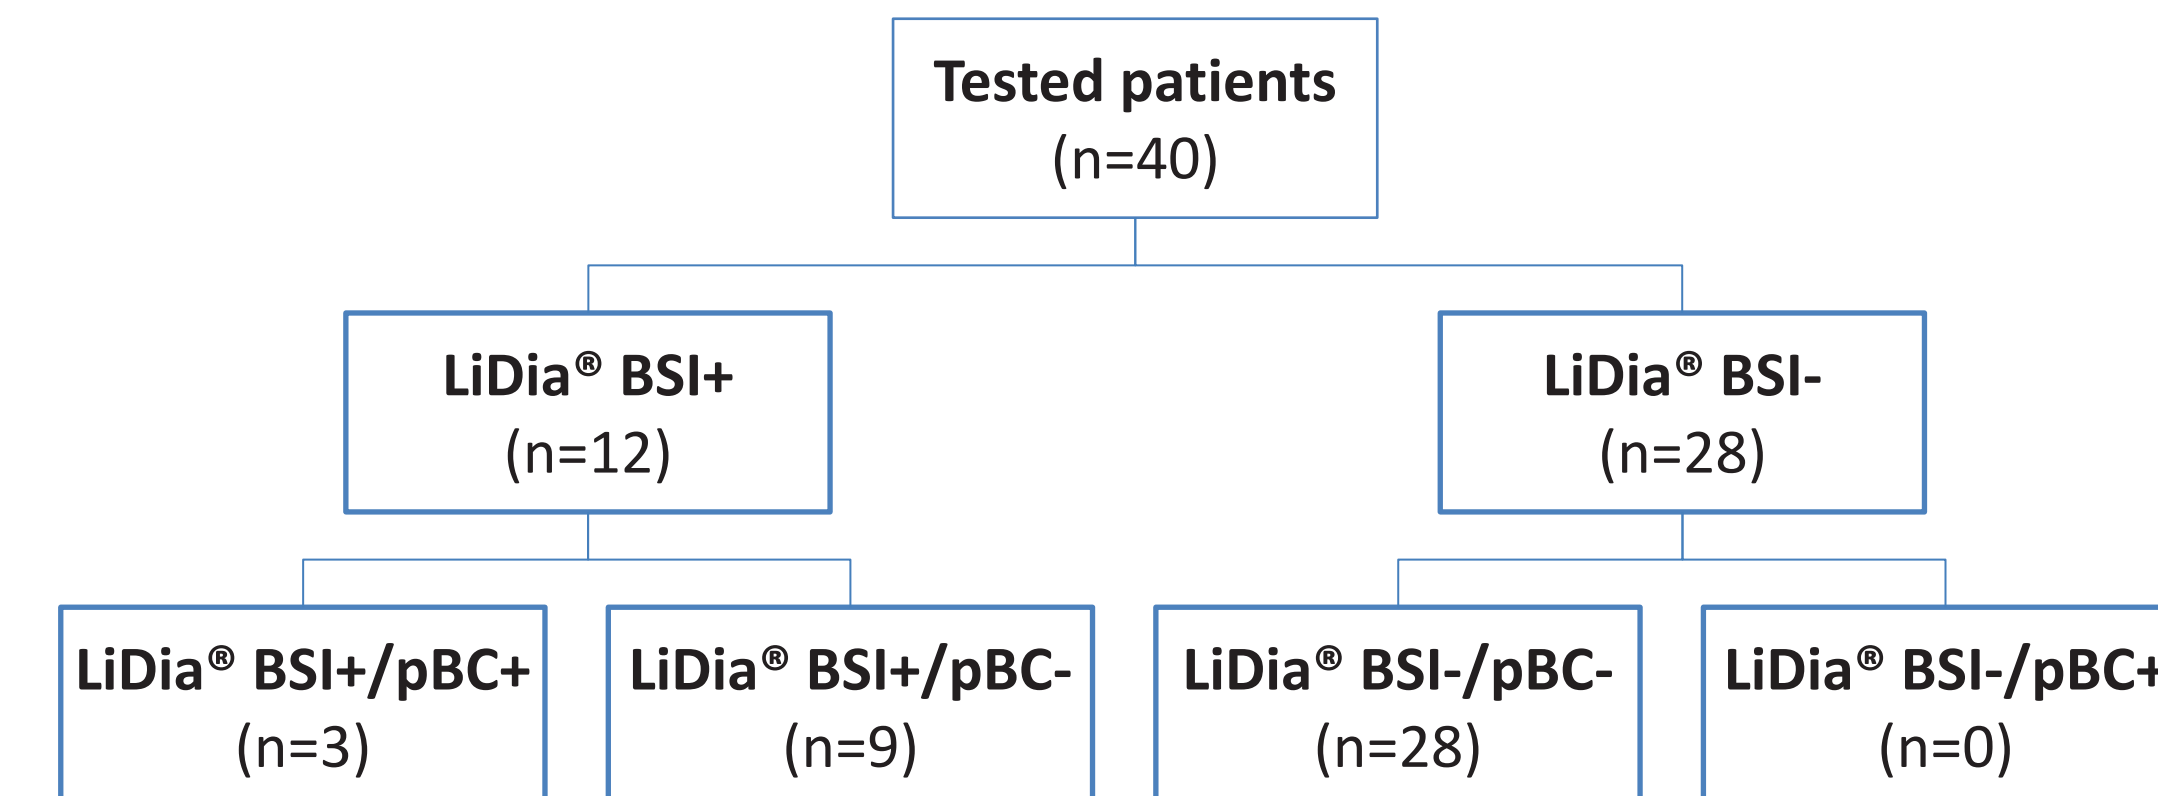 Tested patients
(n=40)
LiDia® BSI+
(n=12)
LiDia® BSI-
(n=28)
LiDia® BSI+/pBC+
(n=3)
LiDia® BSI+/pBC-
(n=9)
LiDia® BSI-/pBC-
(n=28)
LiDia® BSI-/pBC+
(n=0)